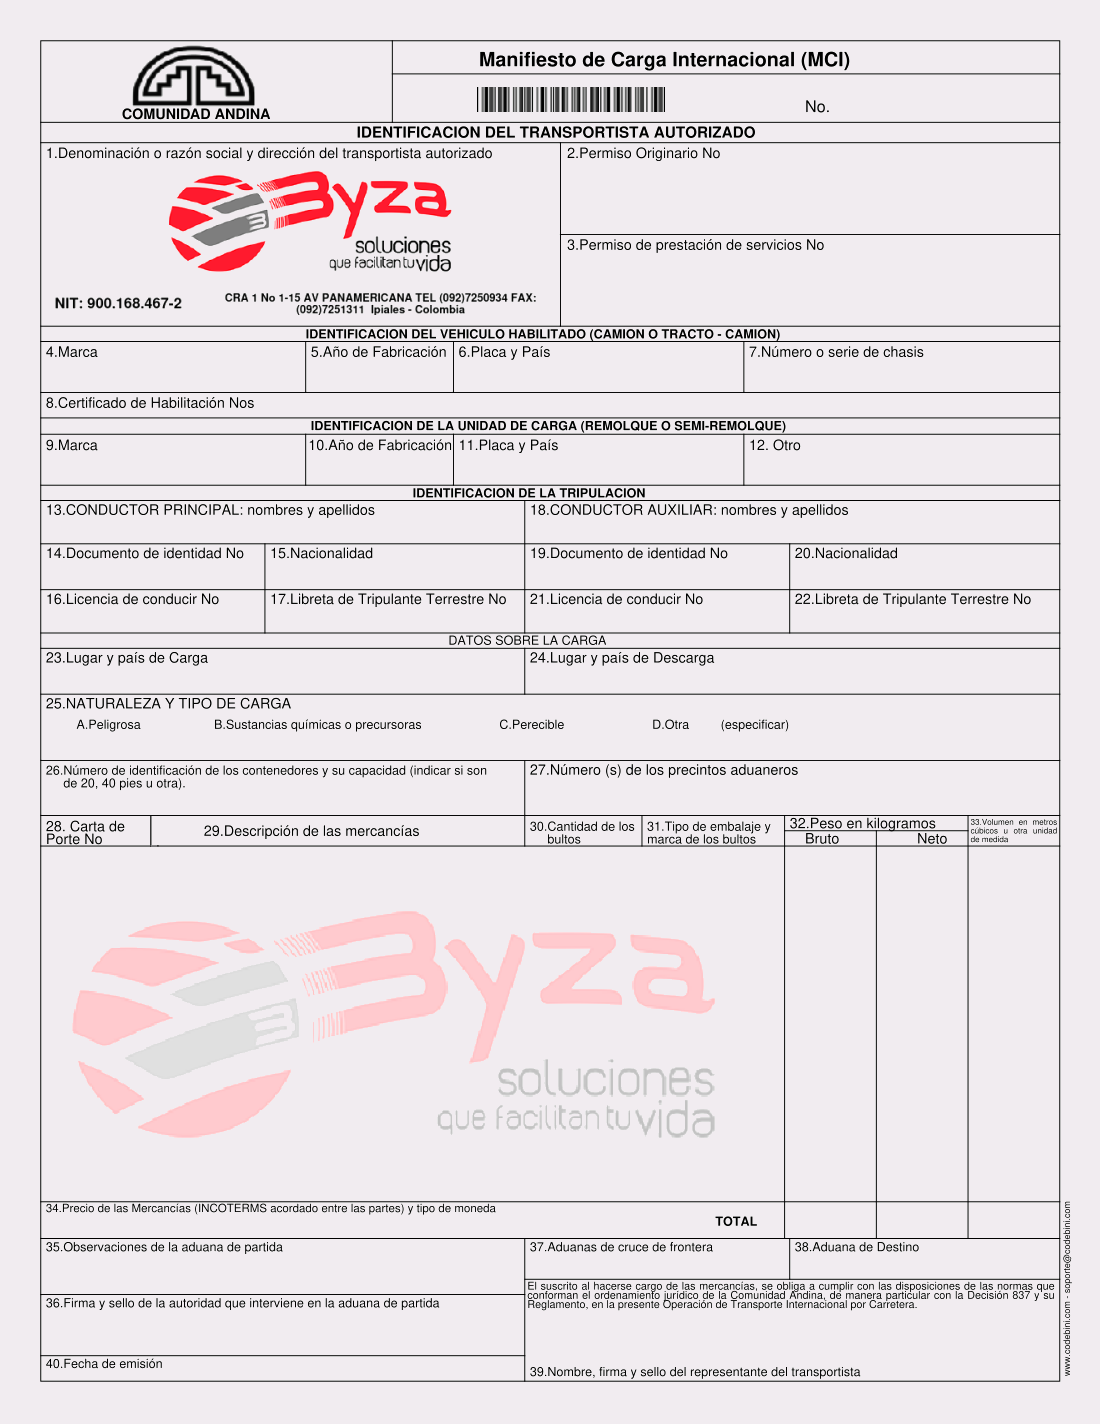 COMUNIDAD ANDINA
Manifiesto de Carga Internacional (MCI)
No.
IDENTIFICACION DEL TRANSPORTISTA AUTORIZADO
1.Denominación o razón social y dirección del transportista autorizado
Byza
soluciones
que facilitan tu vida
NIT: 900.168.467-2
CRA 1 No 1-15 AV PANAMERICANA TEL (092)7250934 FAX:
(092)7251311 Ipiales - Colombia
2.Permiso Originario No
3.Permiso de prestación de servicios No
IDENTIFICACION DEL VEHICULO HABILITADO (CAMION O TRACTO - CAMION)
4.Marca
5.Año de Fabricación
6.Placa y País
7.Número o serie de chasis
8.Certificado de Habilitación Nos
IDENTIFICACION DE LA UNIDAD DE CARGA (REMOLQUE O SEMI-REMOLQUE)
9.Marca
10.Año de Fabricación
11.Placa y País
12. Otro
IDENTIFICACION DE LA TRIPULACION
13.CONDUCTOR PRINCIPAL: nombres y apellidos
18.CONDUCTOR AUXILIAR: nombres y apellidos
14.Documento de identidad No
15.Nacionalidad
19.Documento de identidad No
20.Nacionalidad
16.Licencia de conducir No
17.Libreta de Tripulante Terrestre No
21.Licencia de conducir No
22.Libreta de Tripulante Terrestre No
DATOS SOBRE LA CARGA
23.Lugar y país de Carga
24.Lugar y país de Descarga
25.NATURALEZA Y TIPO DE CARGA
A.Peligrosa
B.Sustancias químicas o precursoras
C.Perecible
D.Otra
(especificar)
26.Número de identificación de los contenedores y su capacidad (indicar si son
de 20, 40 pies u otra).
27.Número (s) de los precintos aduaneros
28. Carta de
Porte No
29.Descripción de las mercancías
30.Cantidad de los
bultos
31.Tipo de embalaje y
marca de los bultos
32.Peso en kilogramos
Bruto
Neto
33.Volumen en metros
cúbicos u otra unidad
de medida
Byza
soluciones
que facilitan tu vida
34.Precio de las Mercancías (INCOTERMS acordado entre las partes) y tipo de moneda
TOTAL
35.Observaciones de la aduana de partida
37.Aduanas de cruce de frontera
38.Aduana de Destino
El suscrito al hacerse cargo de las mercancías, se obliga a cumplir con las disposiciones de las normas que
conforman el ordenamiento jurídico de la Comunidad Andina, de manera particular con la Decisión 837 y su
Reglamento, en la presente Operación de Transporte Internacional por Carretera.
36.Firma y sello de la autoridad que interviene en la aduana de partida
40.Fecha de emisión
39.Nombre, firma y sello del representante del transportista
www.codebini.com - soporte@codebini.com